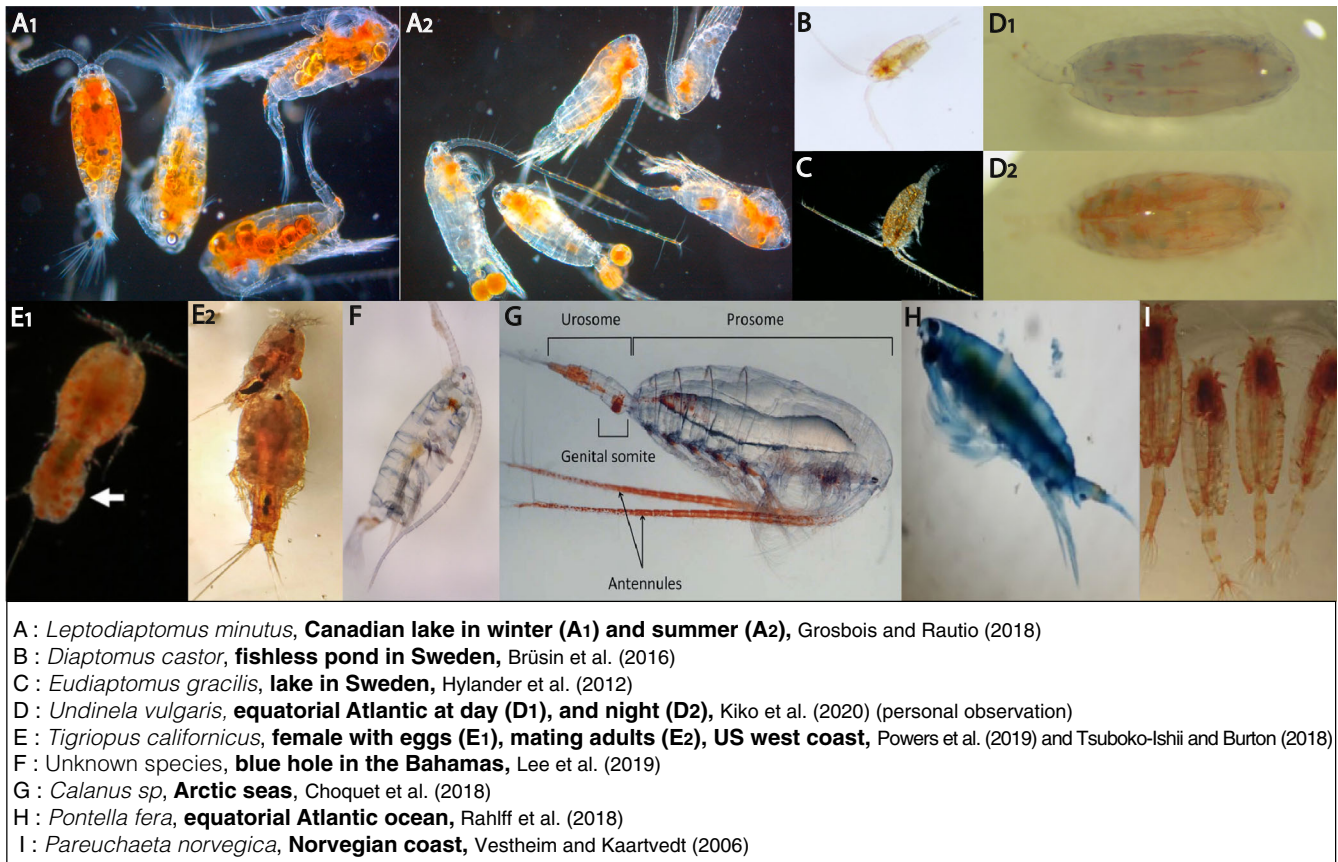 A1
A2
B
D1
C
D2
E1
E2
F
G
Urosome
Prosome
Genital somite
Antennules
H
I
A : Leptodiaptomus minutus, Canadian lake in winter (A1) and summer (A2), Grosbois and Rautio (2018)
B : Diaptomus castor, fishless pond in Sweden, Brüsin et al. (2016)
C : Eudiaptomus gracilis, lake in Sweden, Hylander et al. (2012)
D : Undinela vulgaris, equatorial Atlantic at day (D1), and night (D2), Kiko et al. (2020) (personal observation)
E : Tigriopus californicus, female with eggs (E1), mating adults (E2), US west coast, Powers et al. (2019) and Tsuboko-Ishii and Burton (2018)
F : Unknown species, blue hole in the Bahamas, Lee et al. 2019)
G : Calanus sp, Arctic seas, Choquet et al. (2018)
H : Pontella fera, equatorial Atlantic ocean, Rahlff et al. (2018)
I : Pareuchaeta norvegica, Norwegian coast, Vestheim and Kaartvedt (2006)